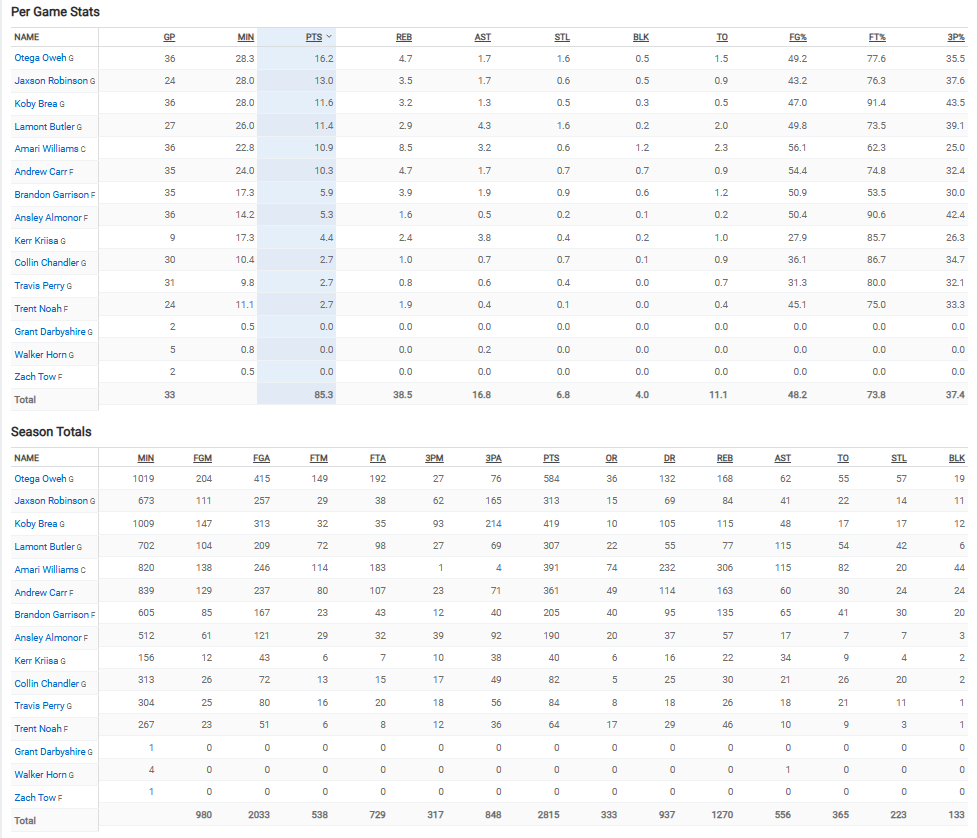 Per Game Stats
NAME GP MIN PTS REB AST STL BLK TO FG% FT% 3P%
Otega Oweh G 36 28.3 16.2 4.7 1.7 1.6 0.5 1.5 49.2 77.6 35.5
Jaxson Robinson G 24 28.0 13.0 3.5 1.7 0.6 0.5 0.9 43.2 76.3 37.6
Koby Brea G 36 28.0 11.6 3.2 1.3 0.5 0.3 0.5 47.0 91.4 43.5
Lamont Butler G 27 26.0 11.4 2.9 4.3 1.6 0.2 2.0 49.8 73.5 39.1
Amari Williams C 36 22.8 10.9 8.5 3.2 0.6 1.2 2.3 56.1 62.3 25.0
Andrew Carr F 35 24.0 10.3 4.7 1.7 0.7 0.7 0.9 54.4 74.8 32.4
Brandon Garrison F 35 17.3 5.9 3.9 1.9 0.9 0.6 1.2 50.9 53.5 30.0
Ansley Almonor F 36 14.2 5.3 1.6 0.5 0.2 0.1 0.2 50.4 90.6 42.4
Kerr Kriisa G 9 17.3 4.4 2.4 3.8 0.4 0.2 1.0 27.9 85.7 26.3
Collin Chandler G 30 10.4 2.7 1.0 0.7 0.7 0.1 0.9 36.1 86.7 34.7
Travis Perry G 31 9.8 2.7 0.8 0.6 0.4 0.0 0.7 31.3 80.0 32.1
Trent Noah F 24 11.1 2.7 1.9 0.4 0.1 0.0 0.4 45.1 75.0 33.3
Grant Darbyshire G 2 0.5 0.0 0.0 0.0 0.0 0.0 0.0 0.0 0.0 0.0
Walker Horn G 5 0.8 0.0 0.0 0.2 0.0 0.0 0.0 0.0 0.0 0.0
Zach Tow F 2 0.5 0.0 0.0 0.0 0.0 0.0 0.0 0.0 0.0 0.0
Total 33 85.3 38.5 16.8 6.8 4.0 11.1 48.2 73.8 37.4
Season Totals
NAME MIN FGM FGA FTM FTA 3PM 3PA PTS OR DR REB AST TO STL BLK
Otega Oweh G 1019 204 415 149 192 27 76 584 36 132 168 62 55 57 19
Jaxson Robinson G 673 111 257 29 38 62 165 313 15 69 84 41 22 14 11
Koby Brea G 1009 147 313 32 35 93 214 419 10 105 115 48 17 17 12
Lamont Butler G 702 104 209 72 98 27 69 307 22 55 77 115 54 42 6
Amari Williams C 820 138 246 114 183 1 4 391 74 232 306 115 82 20 44
Andrew Carr F 839 129 237 80 107 23 71 361 49 114 163 60 30 24 24
Brandon Garrison F 605 85 167 23 43 12 40 205 40 95 135 65 41 30 20
Ansley Almonor F 512 61 121 29 32 39 92 190 20 37 57 17 7 7 3
Kerr Kriisa G 156 12 43 6 7 10 38 40 6 16 22 34 9 4 2
Collin Chandler G 313 26 72 13 15 17 49 82 5 25 30 21 26 20 2
Travis Perry G 304 25 80 16 20 18 56 84 8 18 26 18 21 11 1
Trent Noah F 267 23 51 6 8 12 36 64 17 29 46 10 9 3 1
Grant Darbyshire G 1 0 0 0 0 0 0 0 0 0 0 0 0 0 0
Walker Horn G 4 0 0 0 0 0 0 0 0 0 0 1 0 0 0
Zach Tow F 1 0 0 0 0 0 0 0 0 0 0 0 0 0 0
Total 980 2033 538 729 317 848 2815 333 937 1270 556 365 223 133